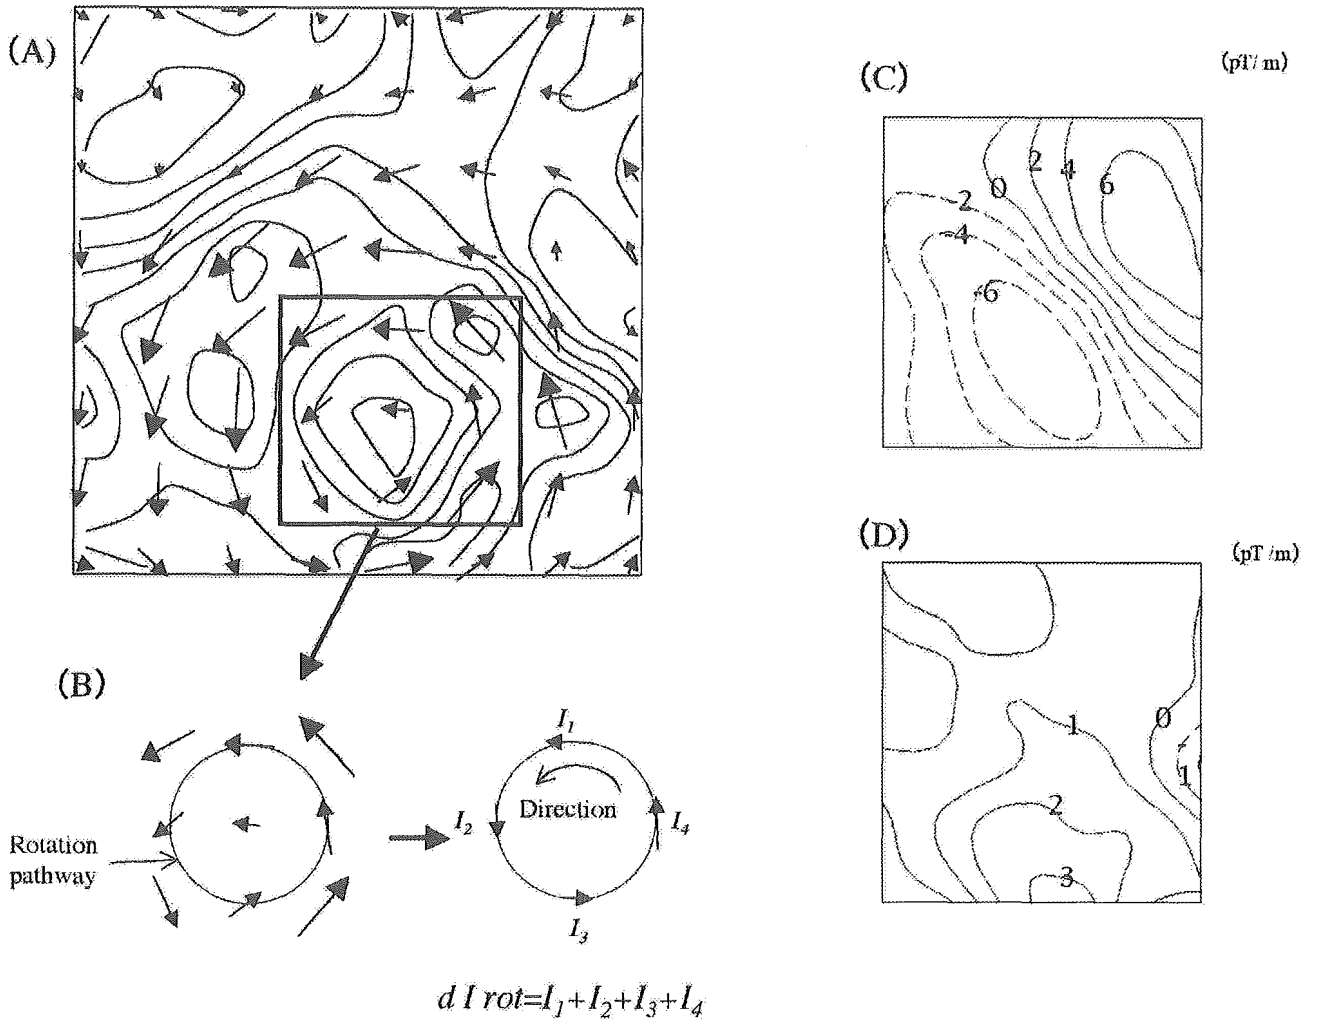 (A)
(B)
Rotation
pathway
I1
I2
Direction
I4
I3
d I rot=I1+I2+I3+I4
(C)
(pT/ m)
-2
0
2
4
6
-4
-6
(D)
(pT /m)
1
0
-
1
2
3